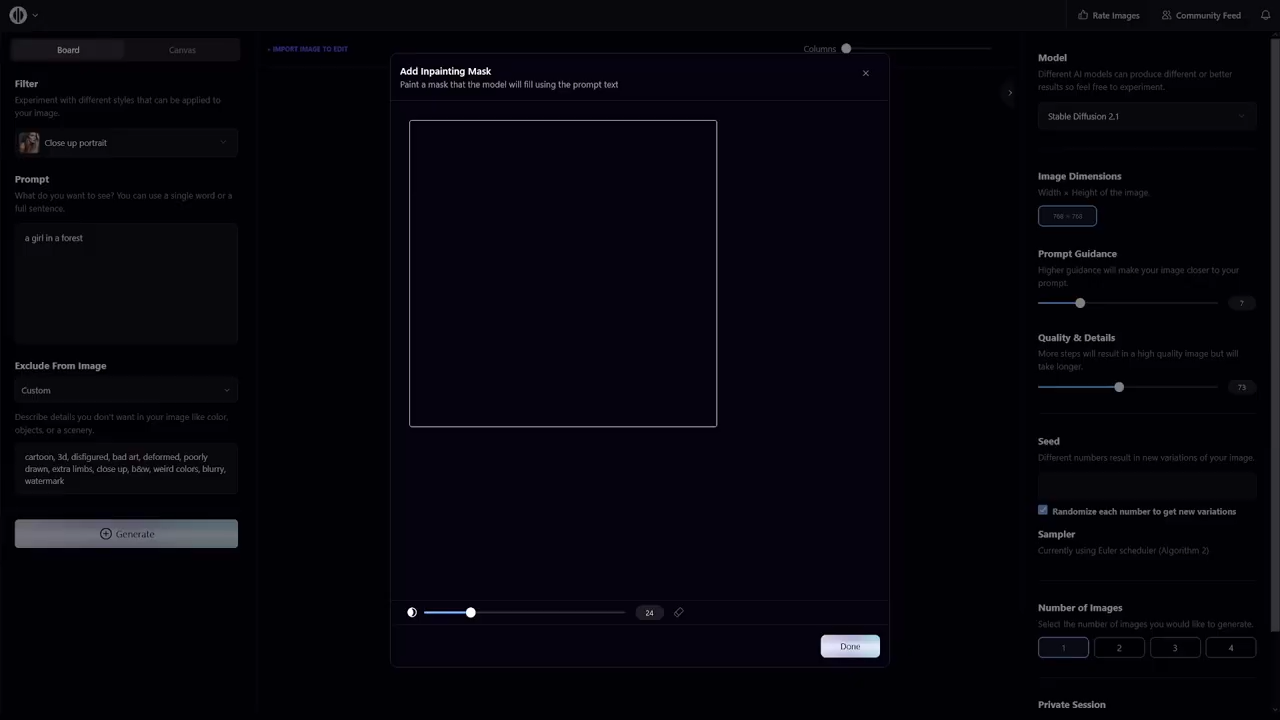 Rate Images
Community Feed
Board
Canvas
Filter
Experiment with different styles that can be applied to
your image.
Close up portrait
Prompt
What do you want to see? You can use a single word or a
full sentence.
a girl in a forest
Exclude From Image
Custom
Describe details you don't want in your image like color,
objects, or a scenery.
cartoon, 3d, disfigured, bad art, deformed, poorly
drawn, extra limbs, close up, b&w, weird colors, blurry,
watermark
Generate
+ IMPORT IMAGE TO EDIT
Columns
Add Inpainting Mask
Paint a mask that the model will fill using the prompt text
24
Done
Model
Different AI models can produce different or better
results so feel free to experiment.
Stable Diffusion 2.1
Image Dimensions
Width × Height of the image.
768 × 768
Prompt Guidance
Higher guidance will make your image closer to your
prompt.
7
Quality & Details
More steps will result in a high quality image but will
take longer.
73
Seed
Different numbers result in new variations of your image.
Randomize each number to get new variations
Sampler
Currently using Euler scheduler (Algorithm 2)
Number of Images
Select the number of images you would like to generate.
1
2
3
4
Private Session